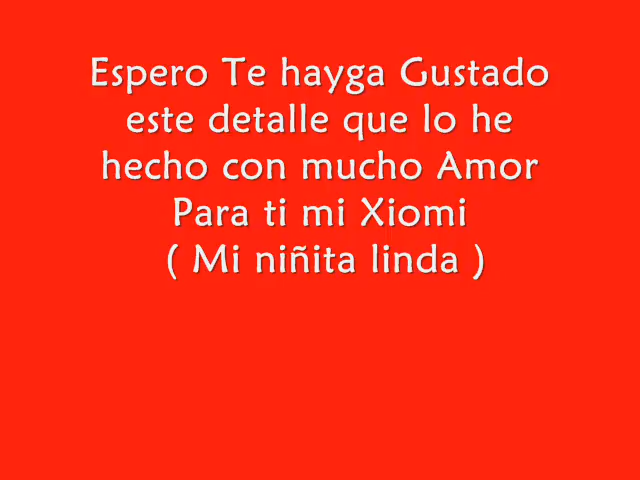 Espero Te hayga Gustado
este detalle que lo he
hecho con mucho Amor
Para ti mi Xiomi
( Mi niñita linda )